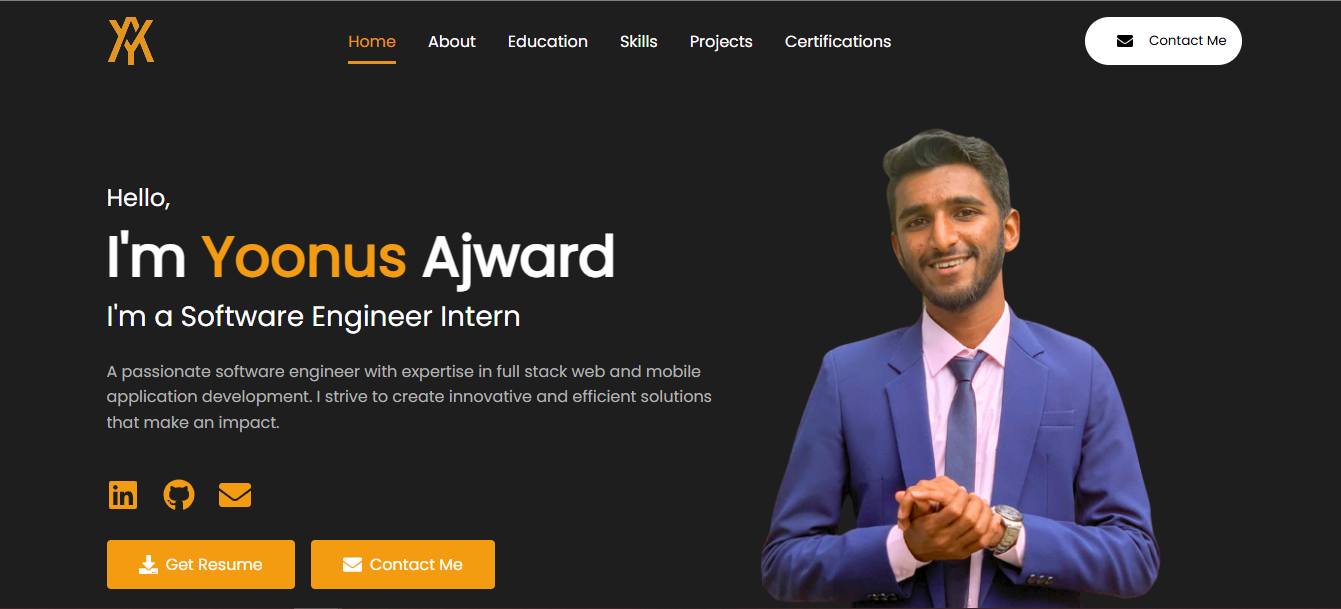 Home About Education Skills Projects Certifications Contact Me
Hello,
I'm Yoonus Ajward
I'm a Software Engineer Intern
A passionate software engineer with expertise in full stack web and mobile
application development. I strive to create innovative and efficient solutions
that make an impact.
in
Get Resume Contact Me